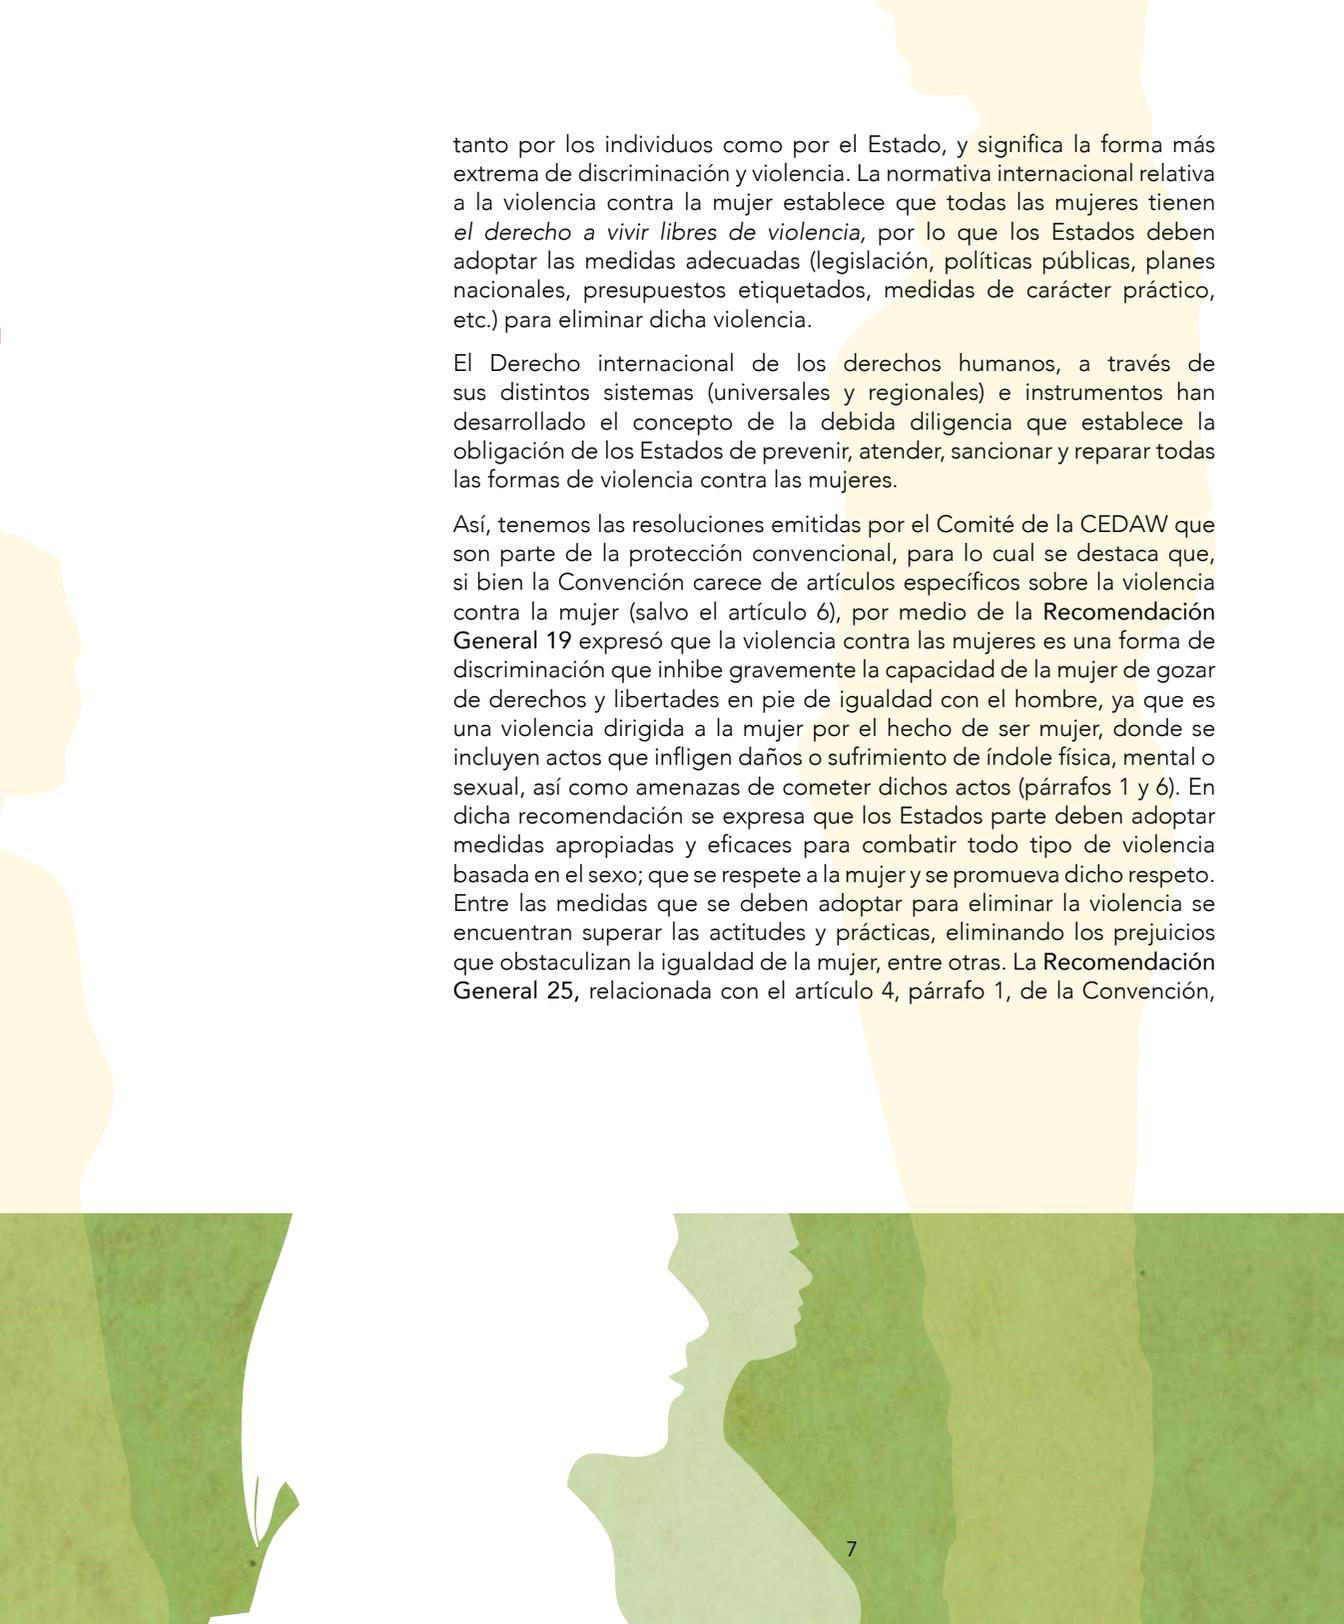 tanto por los individuos como por el Estado, y significa la forma más
extrema de discriminación y violencia. La normativa internacional relativa
a la violencia contra la mujer establece que todas las mujeres tienen
el derecho a vivir libres de violencia, por lo que los Estados deben
adoptar las medidas adecuadas (legislación, políticas públicas, planes
nacionales, presupuestos etiquetados, medidas de carácter práctico,
etc.) para eliminar dicha violencia.
El Derecho internacional de los derechos humanos, a través de
sus distintos sistemas (universales y regionales) e instrumentos han
desarrollado el concepto de la debida diligencia que establece la
obligación de los Estados de prevenir, atender, sancionar y reparar todas
las formas de violencia contra las mujeres.
Así, tenemos las resoluciones emitidas por el Comité de la CEDAW que
son parte de la protección convencional, para lo cual se destaca que,
si bien la Convención carece de artículos específicos sobre la violencia
contra la mujer (salvo el artículo 6), por medio de la Recomendación
General 19 expresó que la violencia contra las mujeres es una forma de
discriminación que inhibe gravemente la capacidad de la mujer de gozar
de derechos y libertades en pie de igualdad con el hombre, ya que es
una violencia dirigida a la mujer por el hecho de ser mujer, donde se
incluyen actos que infligen daños o sufrimiento de índole física, mental o
sexual, así como amenazas de cometer dichos actos (párrafos 1 y 6). En
dicha recomendación se expresa que los Estados parte deben adoptar
medidas apropiadas y eficaces para combatir todo tipo de violencia
basada en el sexo; que se respete a la mujer y se promueva dicho respeto.
Entre las medidas que se deben adoptar para eliminar la violencia se
encuentran superar las actitudes y prácticas, eliminando los prejuicios
que obstaculizan la igualdad de la mujer, entre otras. La Recomendación
General 25, relacionada con el artículo 4, párrafo 1, de la Convención,
7